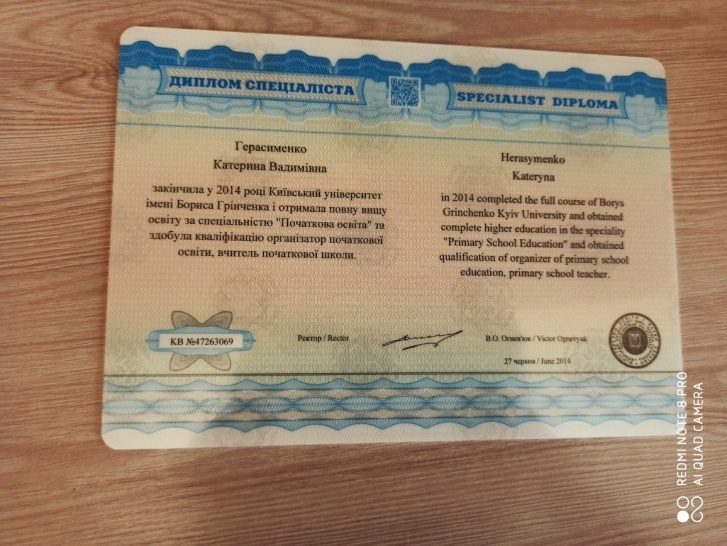 ДИПЛОМ СПЕЦІАЛІСТА
Герасименко
Катерина Вадимівна
закінчила у 2014 році Київський університет
імені Бориса Грінченка і отримала повну вищу
освіту за спеціальністю "Початкова освіта" та
здобула кваліфікацію організатор початкової
освіти, вчитель початкової школи.
SPECIALIST DIPLOMA
Herasymenko
Kateryna
in 2014 completed the full course of Borys
Grinchenko Kyiv University and obtained
complete higher education in the speciality
"Primary School Education" and obtained
qualification of organizer of primary school
education, primary school teacher.
КВ №47263069
Ректор / Rector
В.О. Огнев'юк / Victor Ognevyuk
27 червня / June 2014
REDMI NOTE 8 PRO
AI QUAD CAMERA